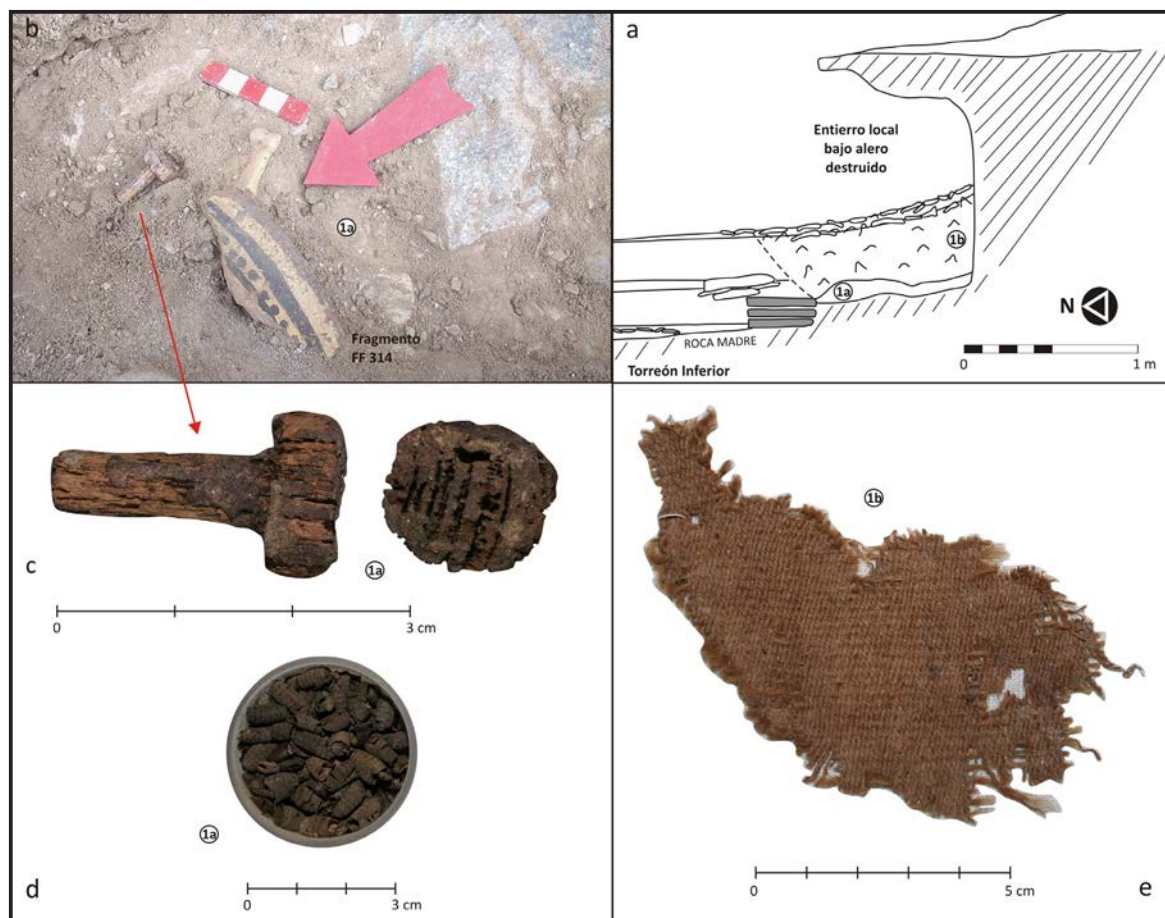 b
1a
Fragmento
FF 314
a
Entierro local
bajo alero
destruido
1b
1a
N
ROCA MADRE
0
1 m
Torreón Inferior
c
1a
0
3 cm
1a
d
0
3 cm
1b
0
5 cm
e